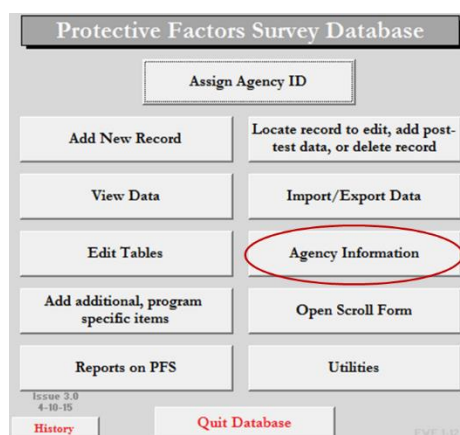 Protective Factors Survey Database
Assign Agency ID
Add New Record
Locate record to edit, add post-
test data, or delete record
View Data
Import/Export Data
Edit Tables
Agency Information
Add additional, program
specific items
Open Scroll Form
Reports on PFS
Utilities
Issue 3.0
4-10-15
History
Quit Database